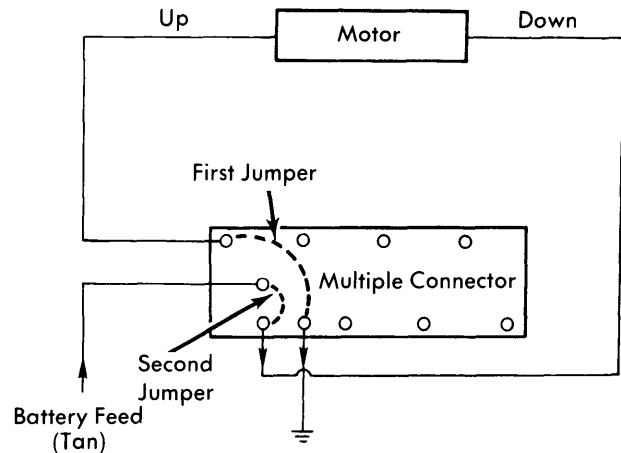 Up
Motor
Down
First Jumper
Multiple Connector
Second
Jumper
Battery Feed
(Tan)